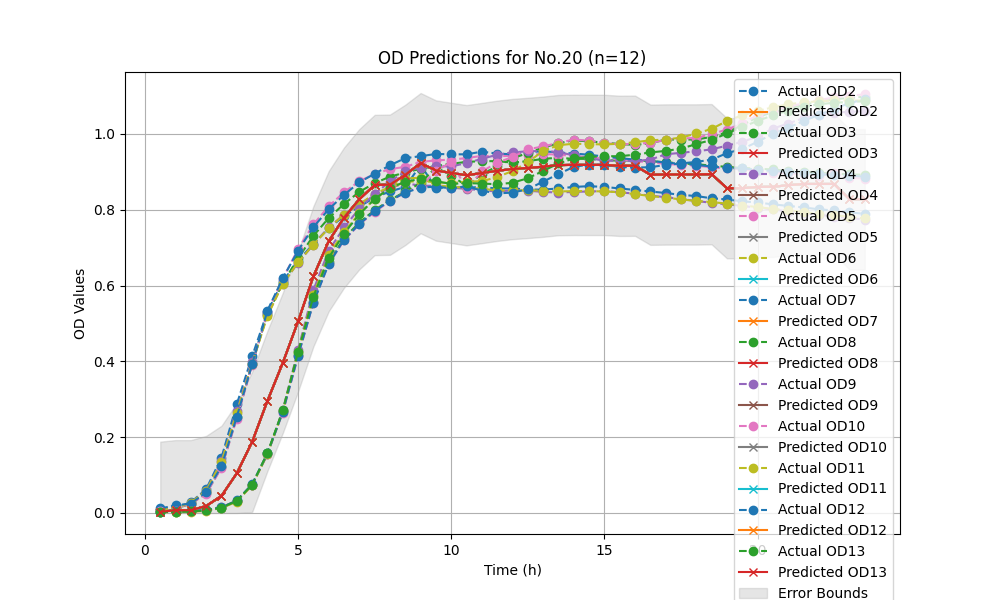 OD Predictions for No.20 (n=12)
OD Values
1.0
0.8
0.6
0.4
0.2
0.0
0
5
10
15
20
Time (h)
Actual OD2
Predicted OD2
Actual OD3
Predicted OD3
Actual OD4
Predicted OD4
Actual OD5
Predicted OD5
Actual OD6
Predicted OD6
Actual OD7
Predicted OD7
Actual OD8
Predicted OD8
Actual OD9
Predicted OD9
Actual OD10
Predicted OD10
Actual OD11
Predicted OD11
Actual OD12
Predicted OD12
Actual OD13
Predicted OD13
Error Bounds